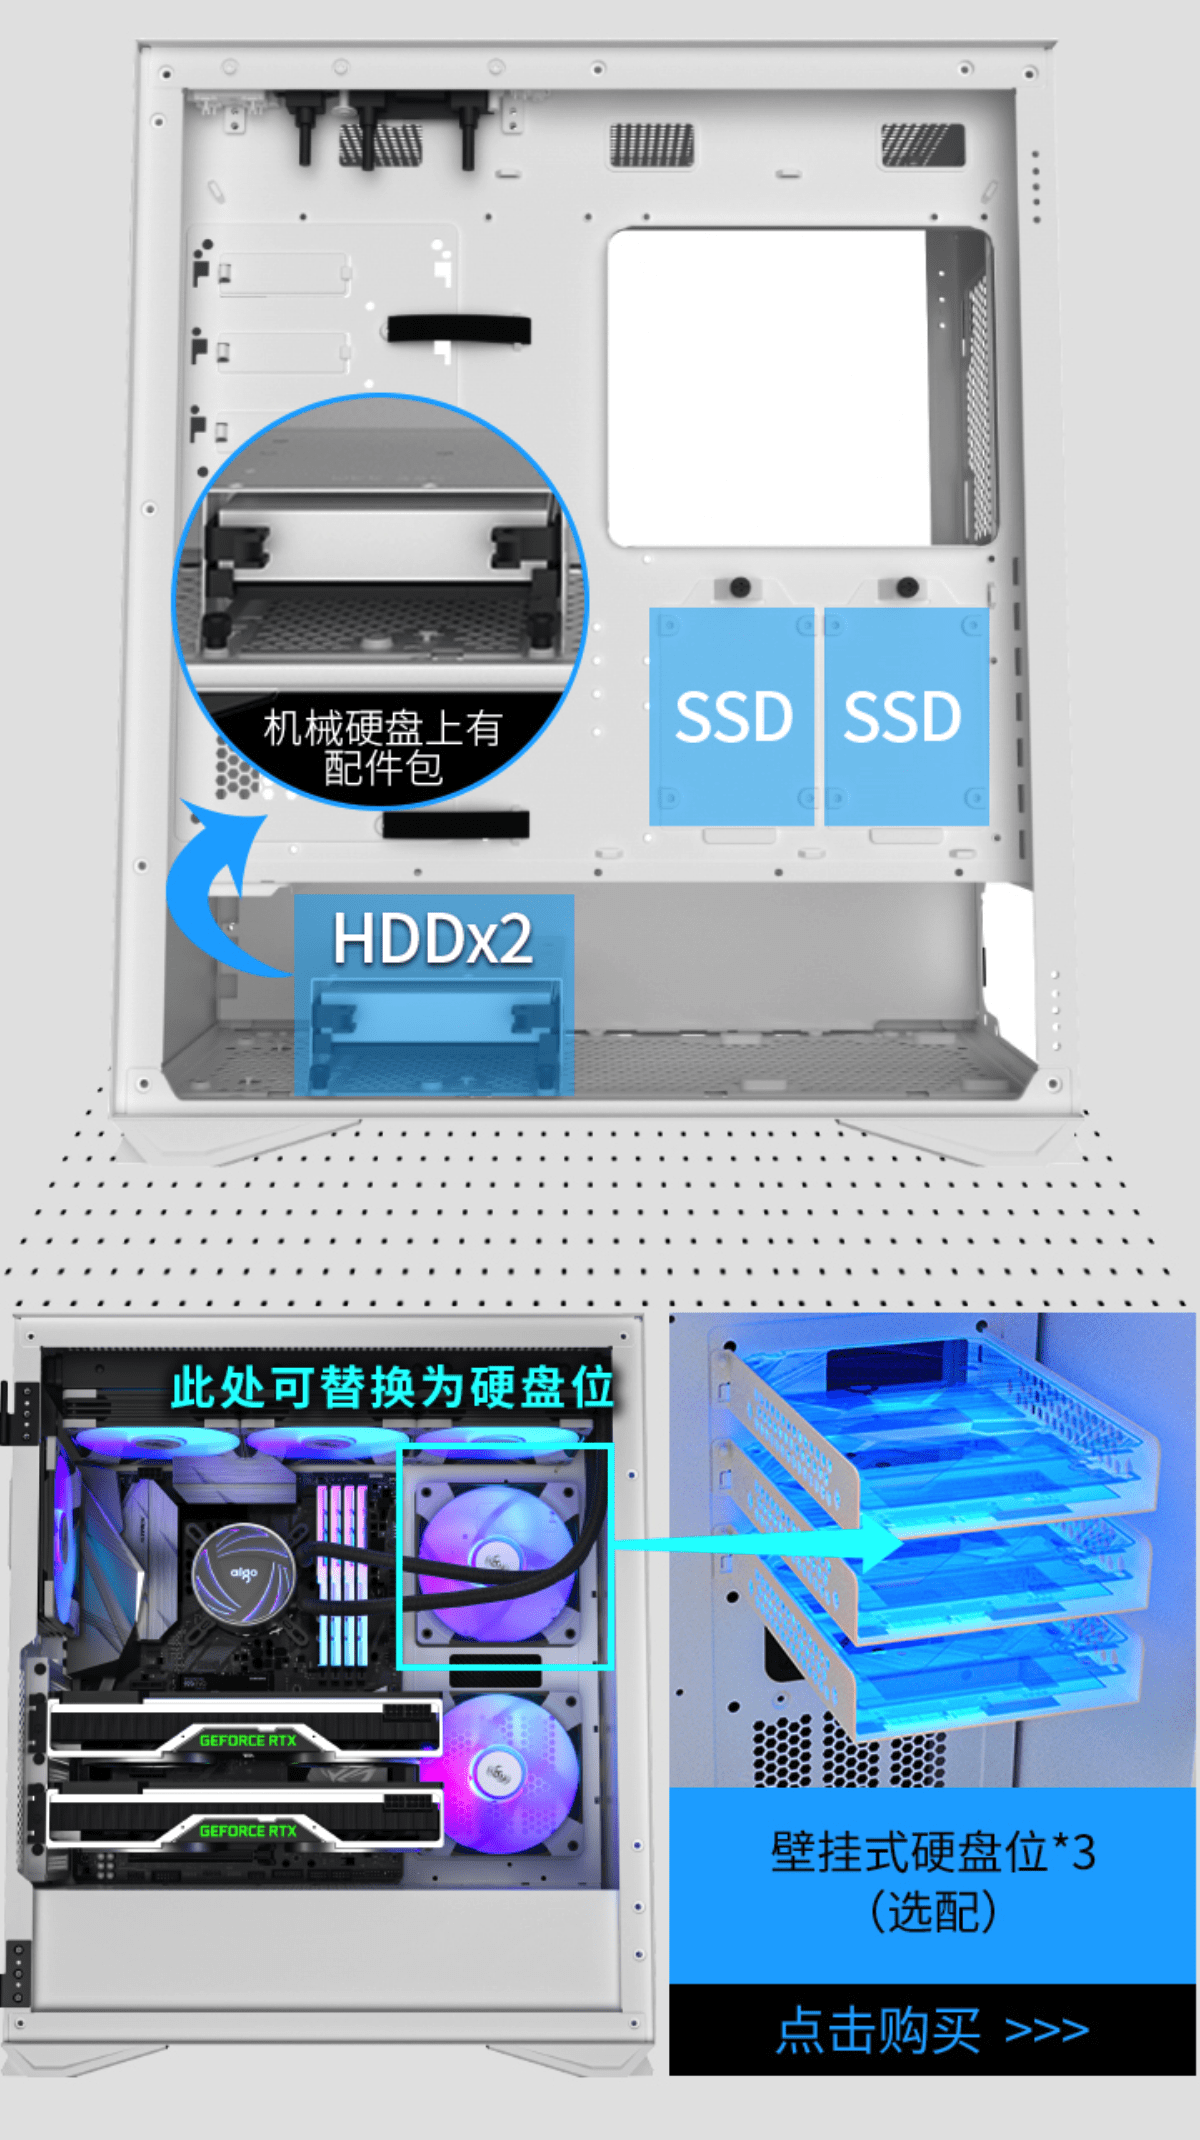 机械硬盘上有
配件包
SSD
SSD
HDDx2
此处可替换为硬盘位
aigo
GEFORCE RTX
GEFORCE RTX
壁挂式硬盘位*3
（选配）
点击购买 >>>